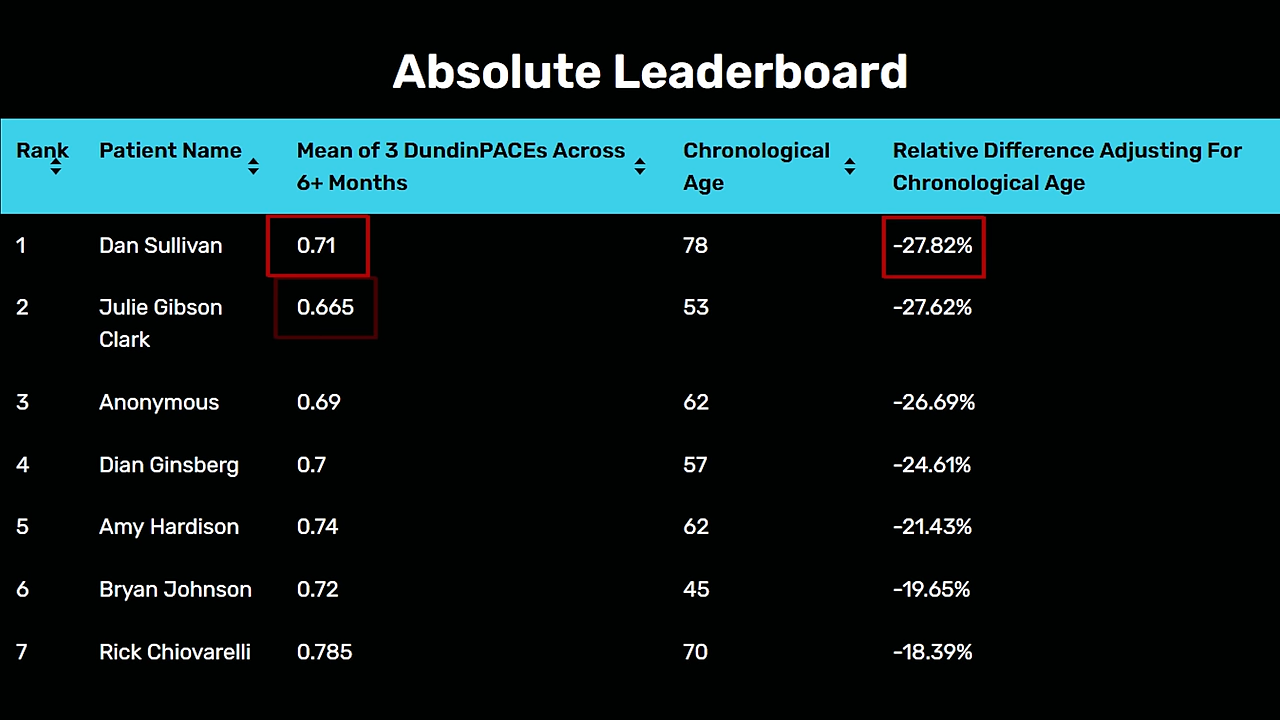 Absolute Leaderboard
Rank Patient Name Mean of 3 DundinPACEs Across 6+ Months Chronological Age Relative Difference Adjusting For Chronological Age
1 Dan Sullivan 0.71 78 -27.82%
2 Julie Gibson Clark 0.665 53 -27.62%
3 Anonymous 0.69 62 -26.69%
4 Dian Ginsberg 0.7 57 -24.61%
5 Amy Hardison 0.74 62 -21.43%
6 Bryan Johnson 0.72 45 -19.65%
7 Rick Chiovarelli 0.785 70 -18.39%